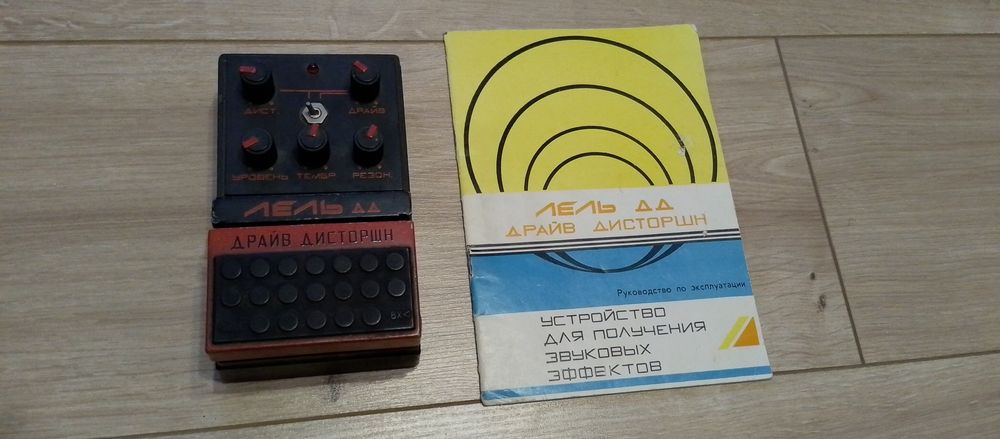 ДИСТ. ДРАЙВ
УРОВЕНЬ ТЕМБР РЕЗОН.
ЛЕЛЬ ДД
ДРАЙВ ДИСТОРШН
ВХ<
ЛЕЛЬ ДД
ДРАЙВ ДИСТОРШН
Руководство по эксплуатации
УСТРОЙСТВО
ДЛЯ ПОЛУЧЕНИЯ
ЗВУКОВЫХ
ЭФФЕКТОВ